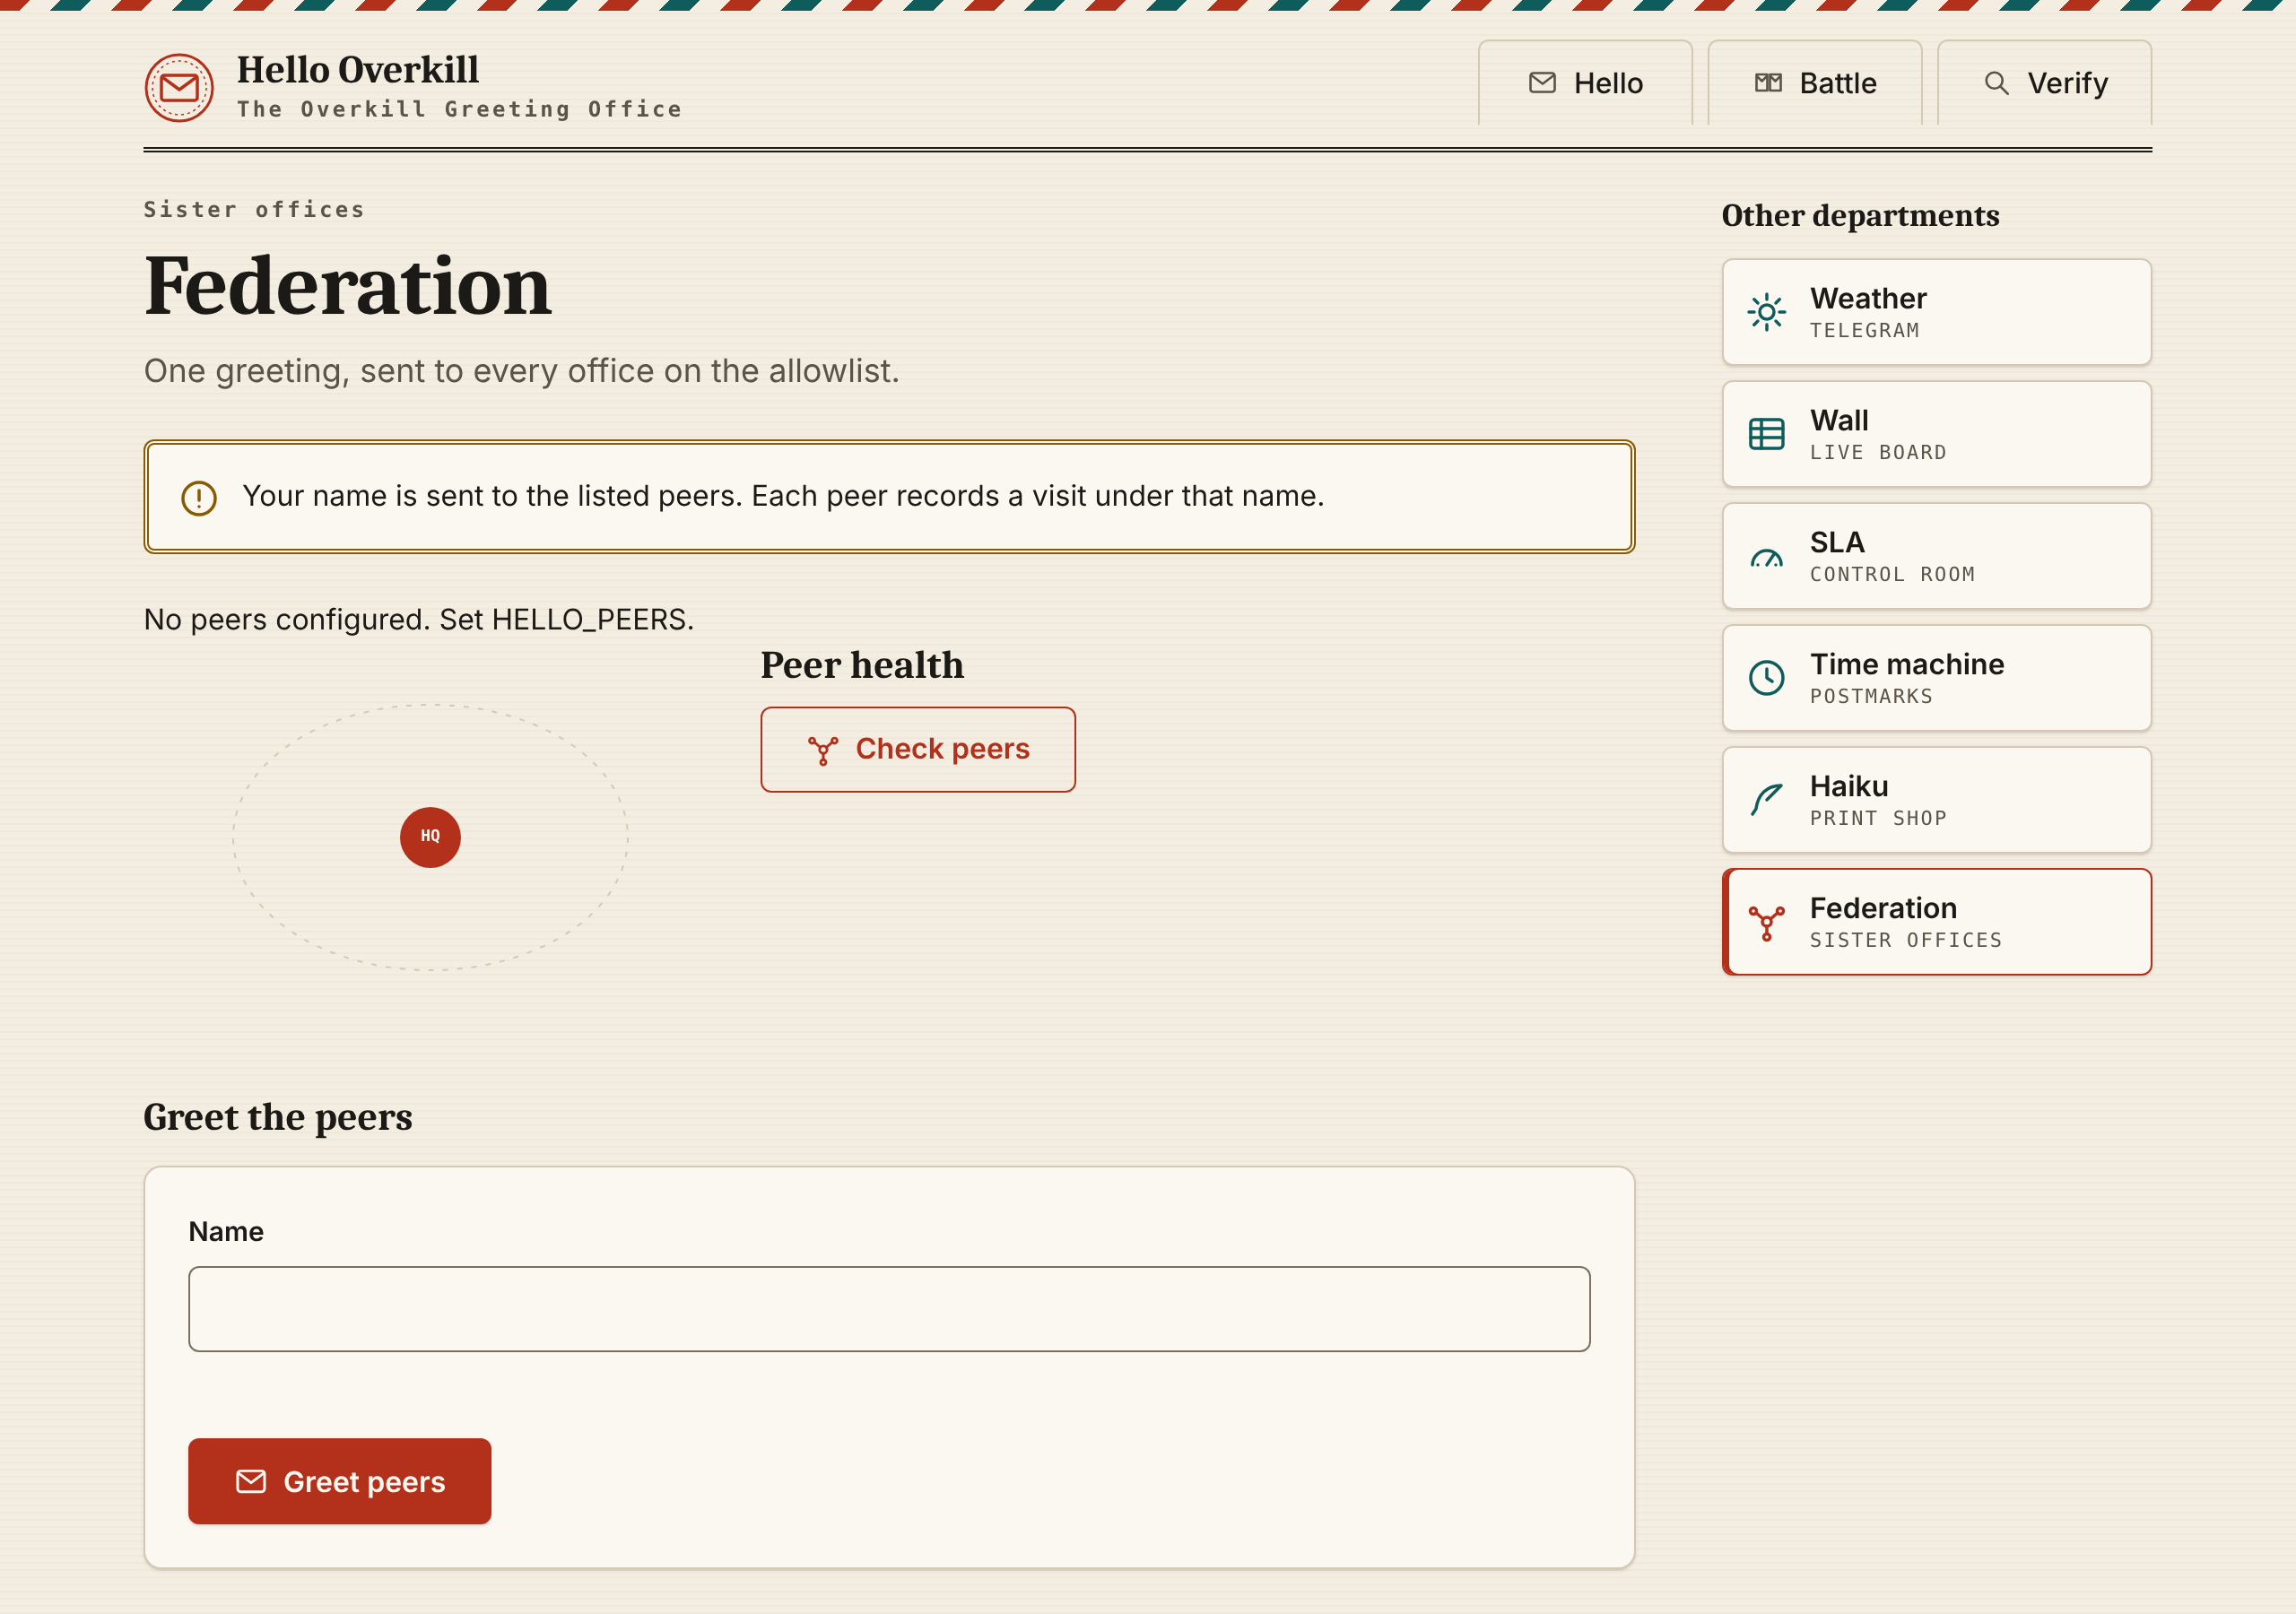 Hello Overkill
The Overkill Greeting Office
Hello
Battle
Verify
Sister offices
Federation
One greeting, sent to every office on the allowlist.
Your name is sent to the listed peers. Each peer records a visit under that name.
No peers configured. Set HELLO_PEERS.
HQ
Peer health
Check peers
Greet the peers
Name
Greet peers
Other departments
Weather
TELEGRAM
Wall
LIVE BOARD
SLA
CONTROL ROOM
Time machine
POSTMARKS
Haiku
PRINT SHOP
Federation
SISTER OFFICES